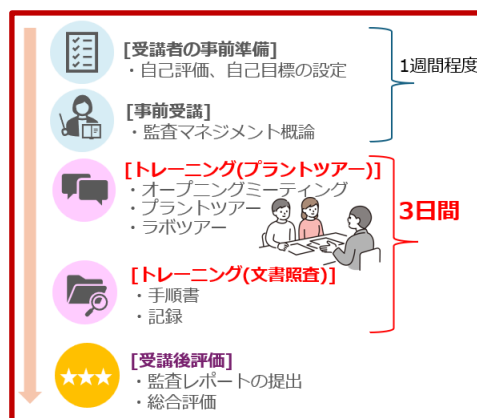 [受講者の事前準備]
・自己評価、自己目標の設定
1週間程度
[事前受講]
・監査マネジメント概論
[トレーニング(プラントツアー)]
・オープニングミーティング
・プラントツアー
・ラボツアー
3日間
[トレーニング(文書照査)]
・手順書
・記録
[受講後評価]
・監査レポートの提出
・総合評価